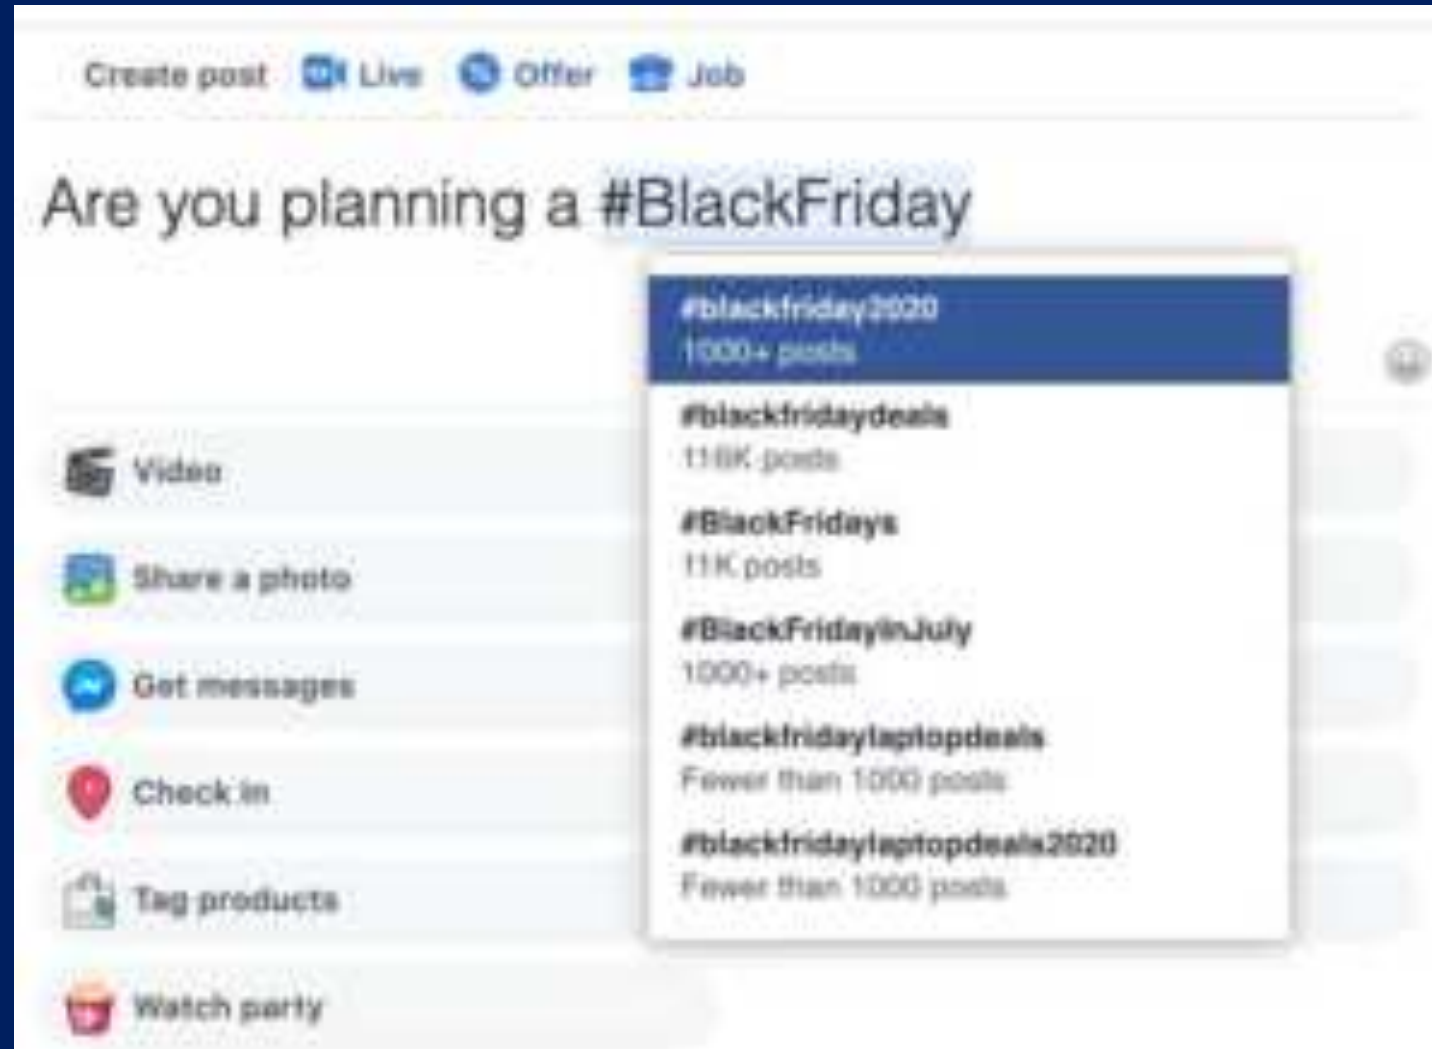 Create post Live Offer Job
Are you planning a #BlackFriday
#blackfriday2020
1000+ posts
#blackfridaydeals
116K posts
#BlackFridays
11K posts
#BlackFridayInJuly
1000+ posts
#blackfridaylaptopdeals
Fewer than 1000 posts
#blackfridaylaptopdeals2020
Fewer than 1000 posts
Video
Share a photo
Get messages
Check in
Tag products
Watch party